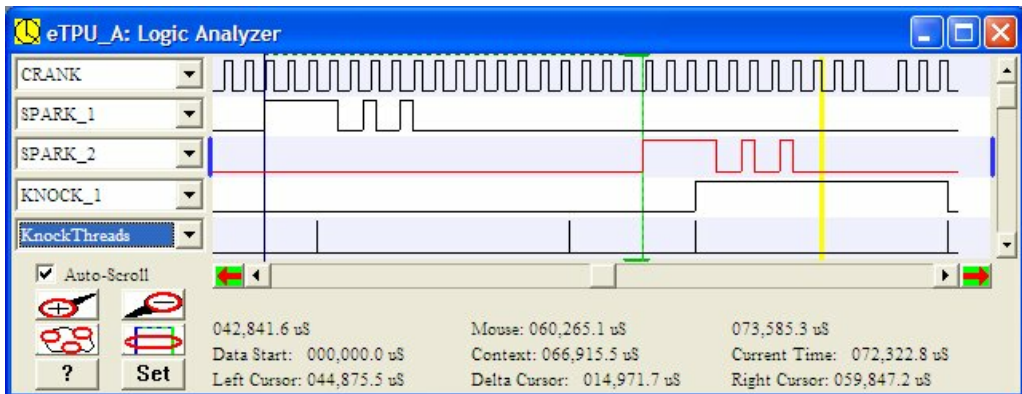 eTPU_A: Logic Analyzer
CRANK
SPARK_1
SPARK_2
KNOCK_1
KnockThreads
Auto-Scroll
? Set
042,841.6 uS Mouse: 060,265.1 uS 073,585.3 uS
Data Start: 000,000.0 uS Context: 066,915.5 uS Current Time: 072,322.8 uS
Left Cursor: 044,875.5 uS Delta Cursor: 014,971.7 uS Right Cursor: 059,847.2 uS